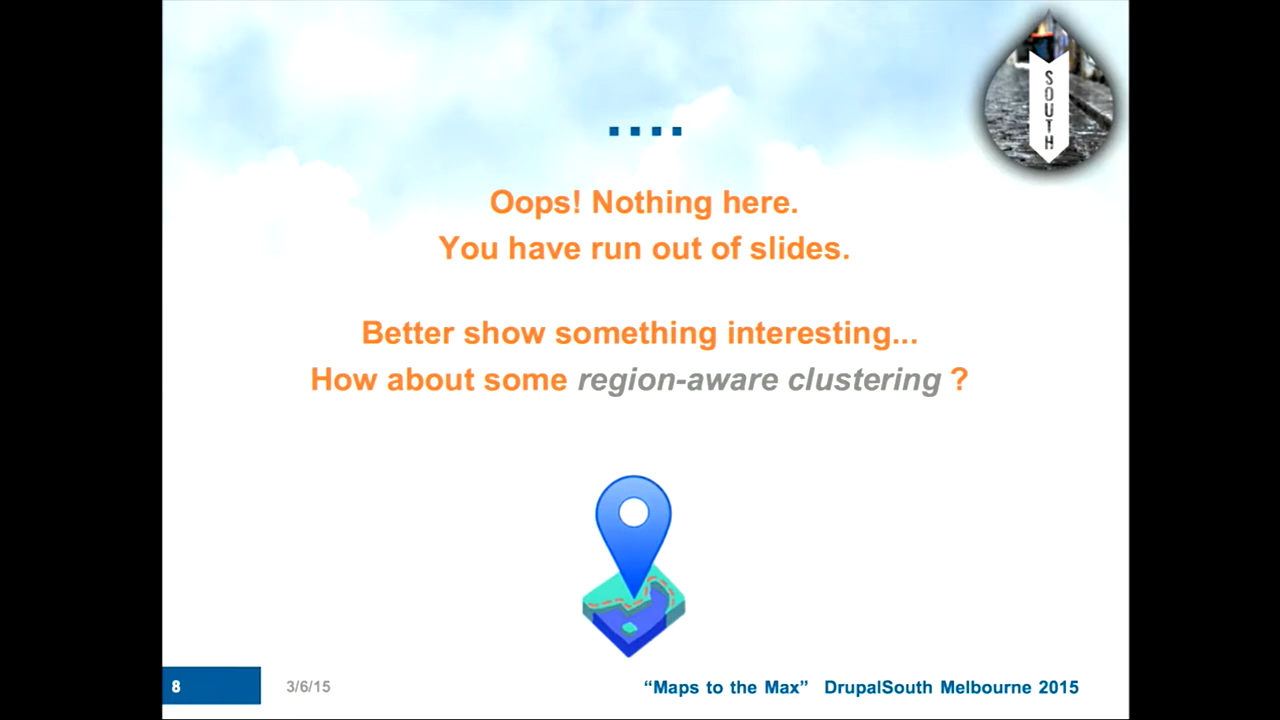 SOUTH
....
Oops! Nothing here.
You have run out of slides.
Better show something interesting...
How about some region-aware clustering ?
8
3/6/15
“Maps to the Max” DrupalSouth Melbourne 2015